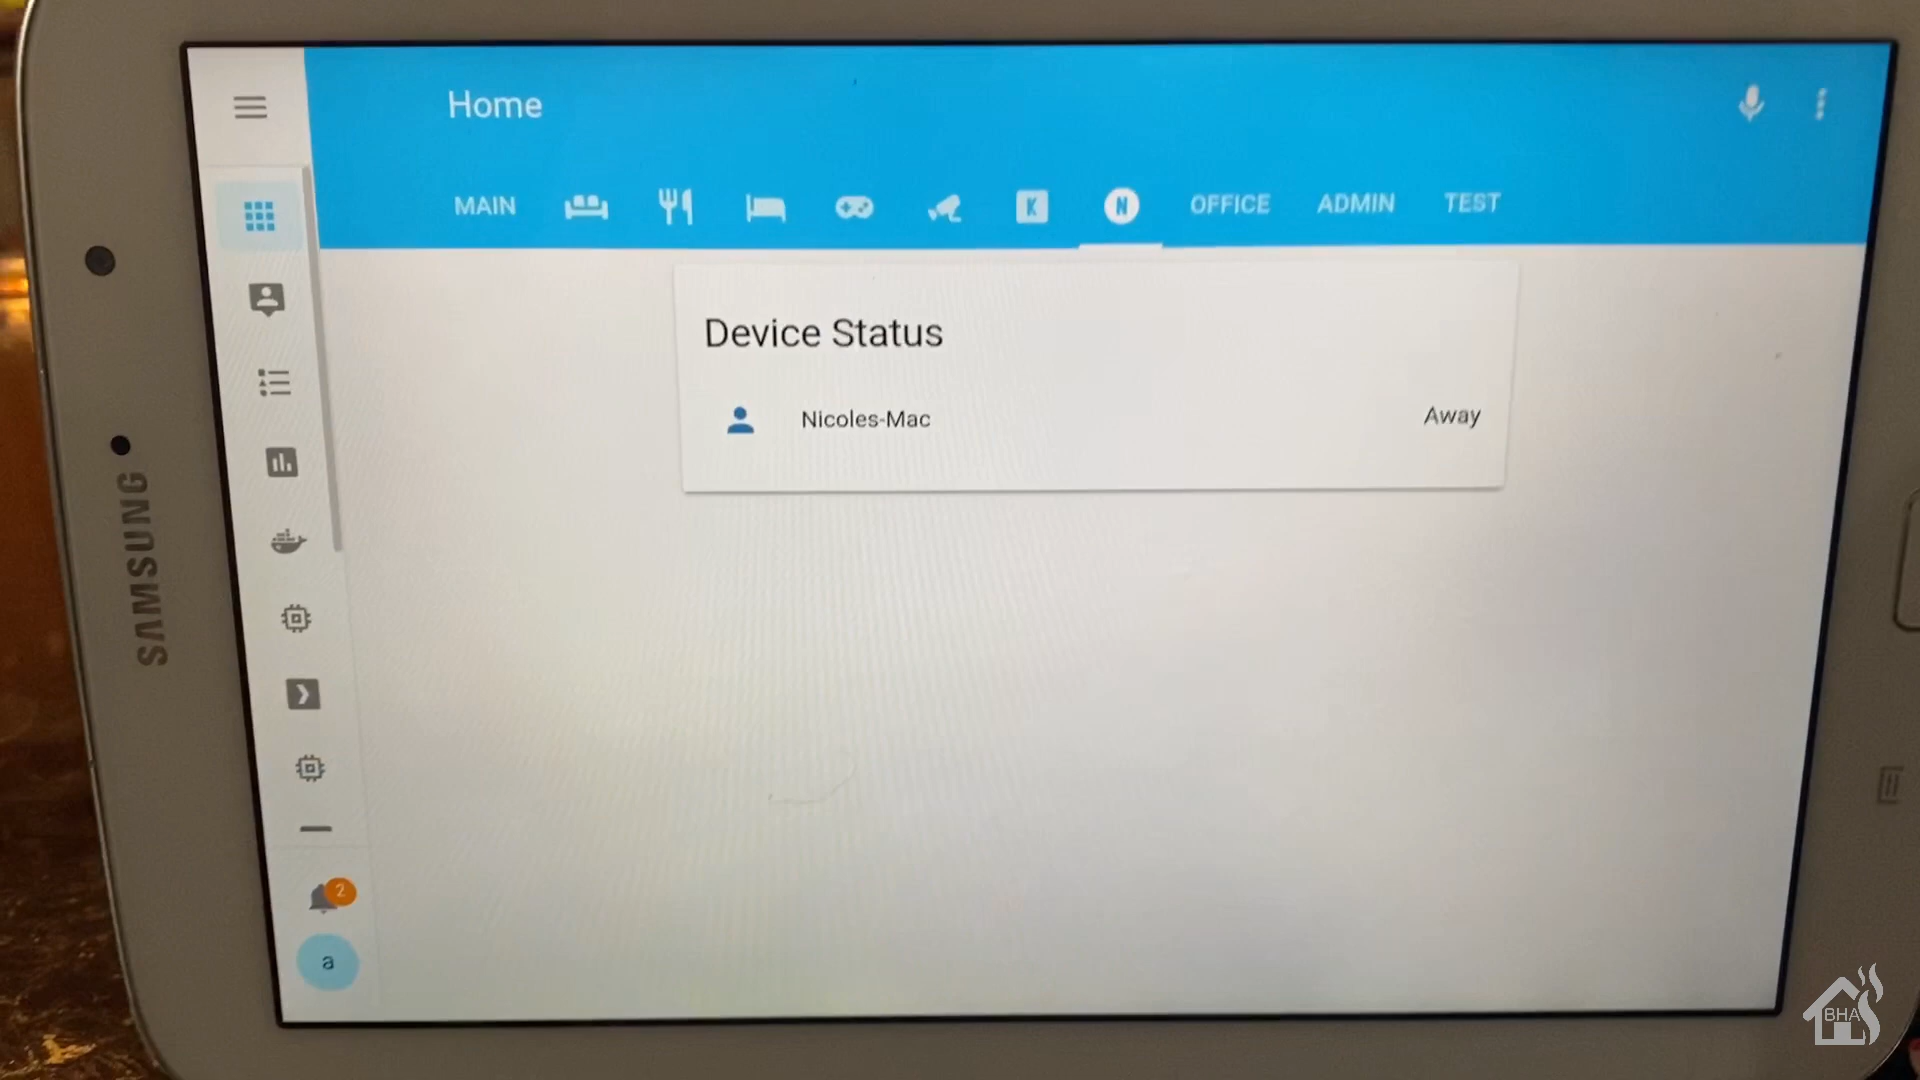 Home
MAIN K N OFFICE ADMIN TEST
Device Status
Nicoles-Mac Away
2
a
SAMSUNG
BHA